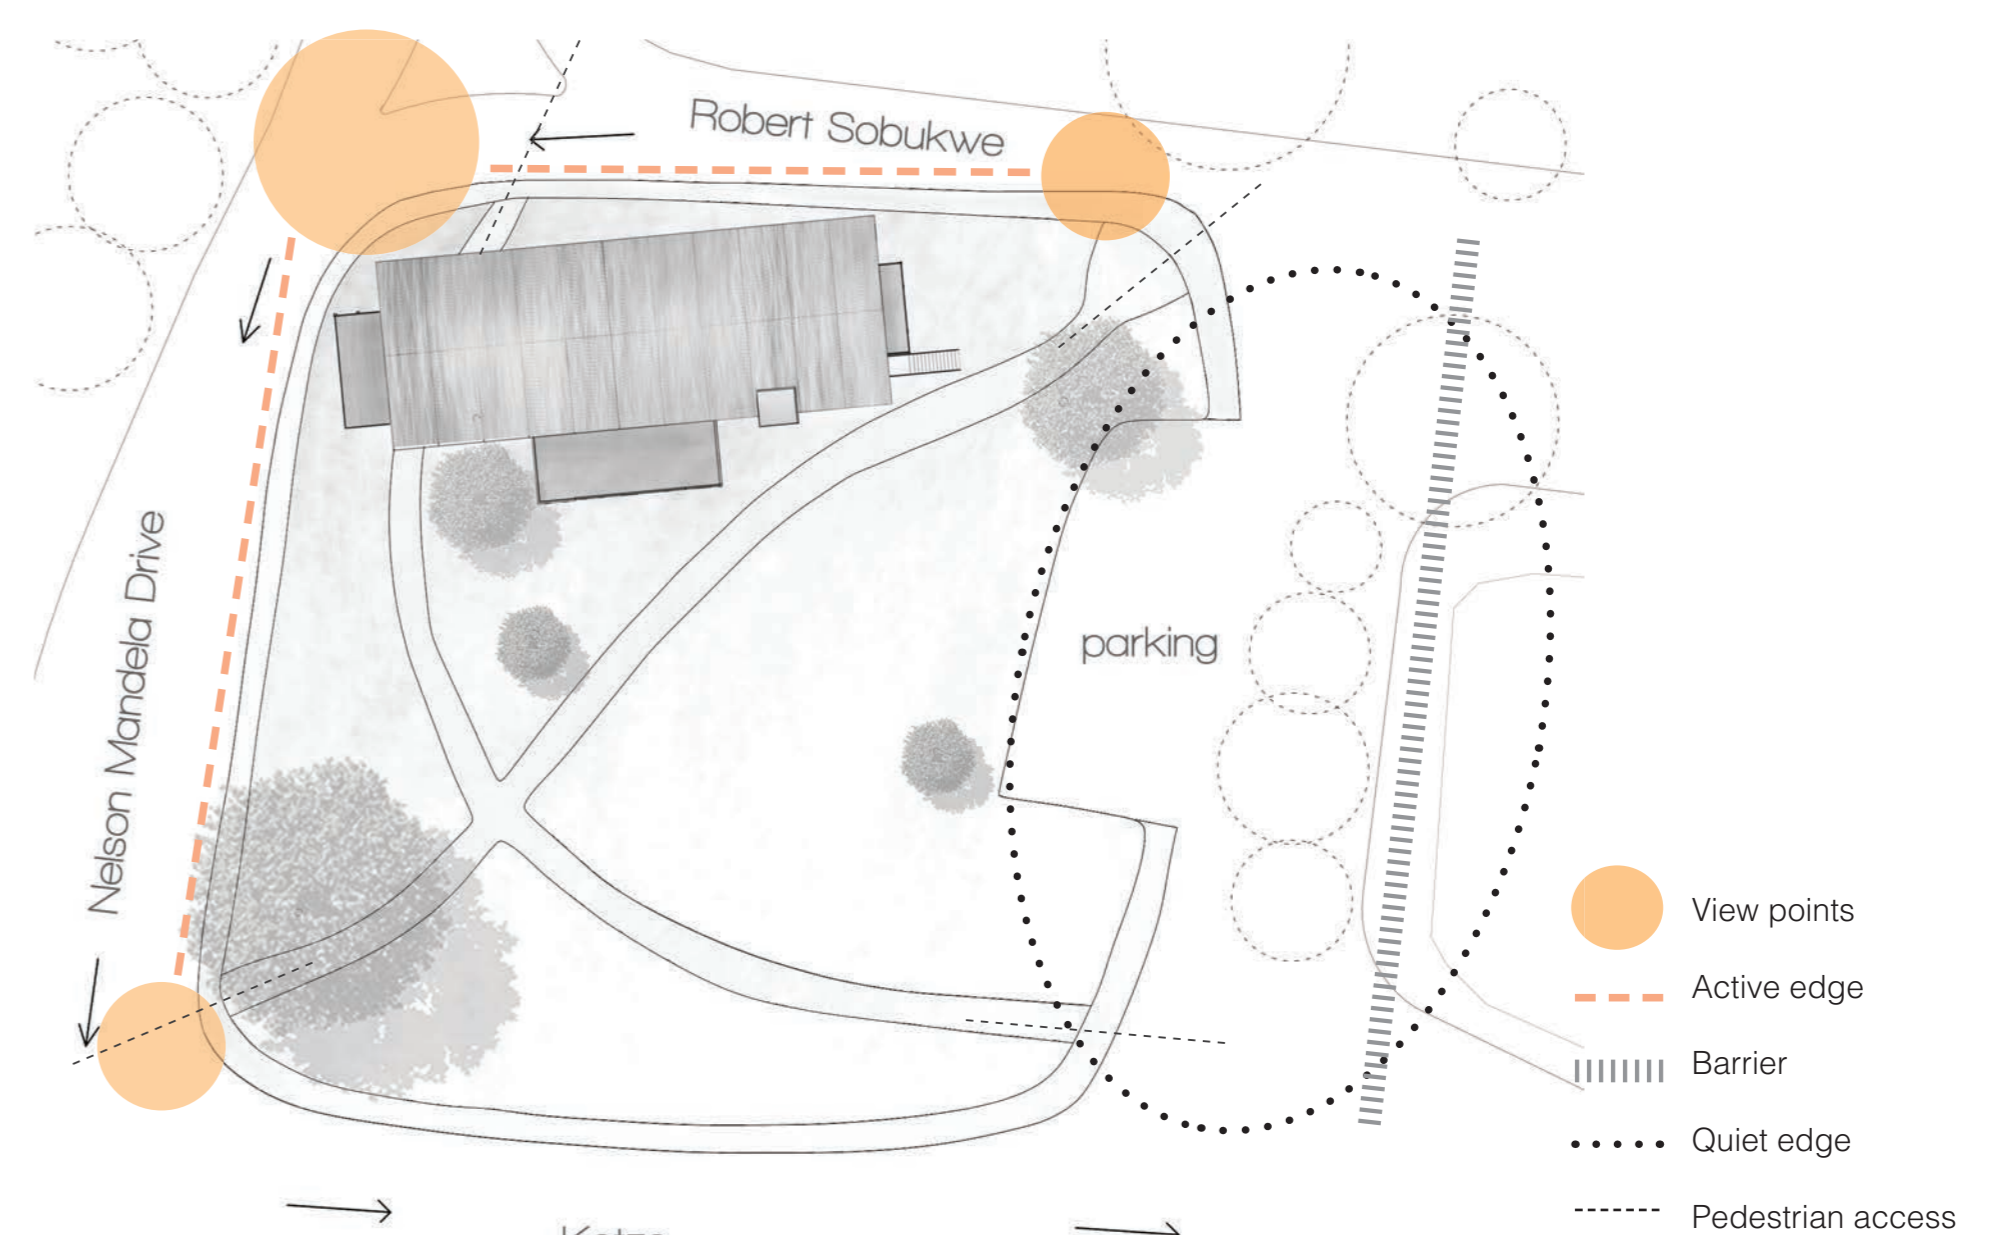 Robert Sobukwe
Nelson Mandela Drive
parking
View points
Active edge
Barrier
Quiet edge
Pedestrian access